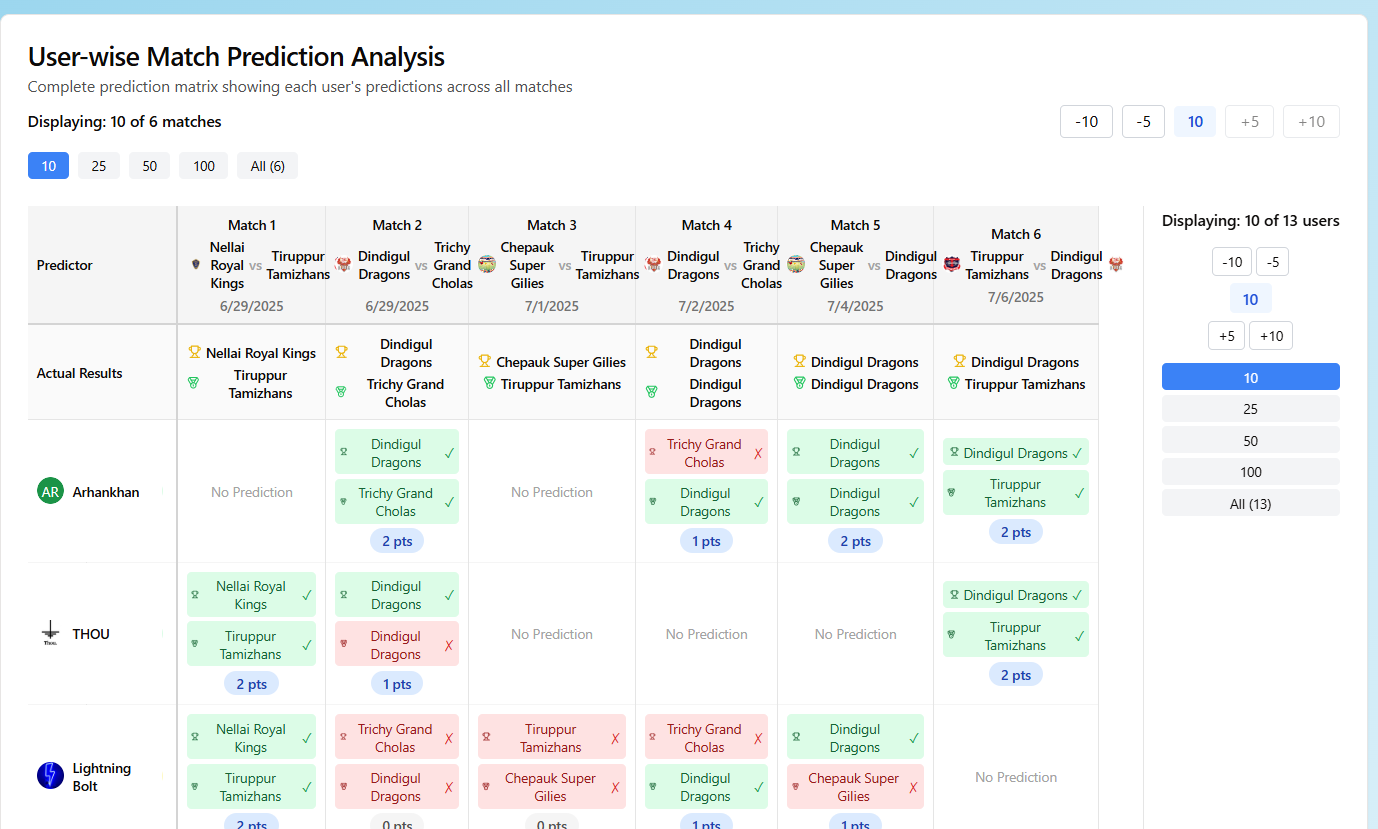 User-wise Match Prediction Analysis
Complete prediction matrix showing each user's predictions across all matches
Displaying: 10 of 6 matches
-10 -5 10 +5 +10
10 25 50 100 All (6)
Predictor
Match 1
Nellai Royal Kings vs Tiruppur Tamizhans
6/29/2025
Match 2
Dindigul Dragons vs Trichy Grand Cholas
6/29/2025
Match 3
Chepauk Super Gilies vs Tiruppur Tamizhans
7/1/2025
Match 4
Dindigul Dragons vs Trichy Grand Cholas
7/2/2025
Match 5
Chepauk Super Gilies vs Dindigul Dragons
7/4/2025
Match 6
Tiruppur Tamizhans vs Dindigul Dragons
7/6/2025
Actual Results
Nellai Royal Kings
Tiruppur Tamizhans
Dindigul Dragons
Trichy Grand Cholas
Chepauk Super Gilies
Tiruppur Tamizhans
Dindigul Dragons
Dindigul Dragons
Dindigul Dragons
Dindigul Dragons
Dindigul Dragons
Tiruppur Tamizhans
AR Arhankhan
No Prediction
Dindigul Dragons ✓
Trichy Grand Cholas ✓
2 pts
No Prediction
Trichy Grand Cholas ✗
Dindigul Dragons ✓
1 pts
Dindigul Dragons ✓
Dindigul Dragons ✓
2 pts
Dindigul Dragons ✓
Tiruppur Tamizhans ✓
2 pts
Thou. THOU
Nellai Royal Kings ✓
Tiruppur Tamizhans ✓
2 pts
Dindigul Dragons ✓
Dindigul Dragons ✗
1 pts
No Prediction
No Prediction
No Prediction
Dindigul Dragons ✓
Tiruppur Tamizhans ✓
2 pts
Lightning Bolt
Nellai Royal Kings ✓
Tiruppur Tamizhans ✓
2 pts
Trichy Grand Cholas ✗
Dindigul Dragons ✗
0 pts
Tiruppur Tamizhans ✗
Chepauk Super Gilies ✗
0 pts
Trichy Grand Cholas ✗
Dindigul Dragons ✓
1 pts
Dindigul Dragons ✓
Chepauk Super Gilies ✗
1 pts
No Prediction
Displaying: 10 of 13 users
-10 -5
10
+5 +10
10
25
50
100
All (13)